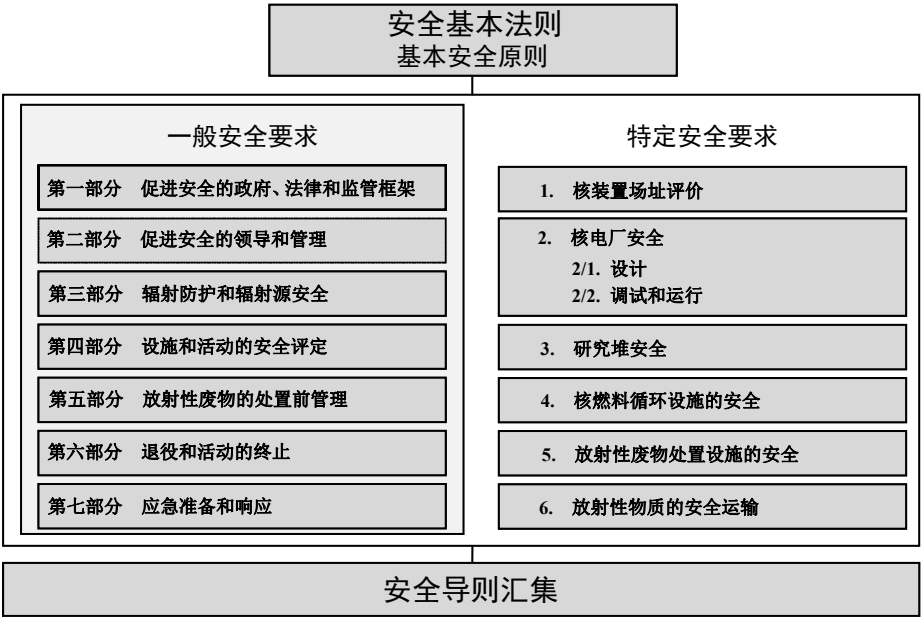 安全基本法则
基本安全原则
一般安全要求
第一部分 促进安全的政府、法律和监管框架
第二部分 促进安全的领导和管理
第三部分 辐射防护和辐射源安全
第四部分 设施和活动的安全评定
第五部分 放射性废物的处置前管理
第六部分 退役和活动的终止
第七部分 应急准备和响应
特定安全要求
1. 核装置场址评价
2. 核电厂安全
2/1. 设计
2/2. 调试和运行
3. 研究堆安全
4. 核燃料循环设施的安全
5. 放射性废物处置设施的安全
6. 放射性物质的安全运输
安全导则汇集